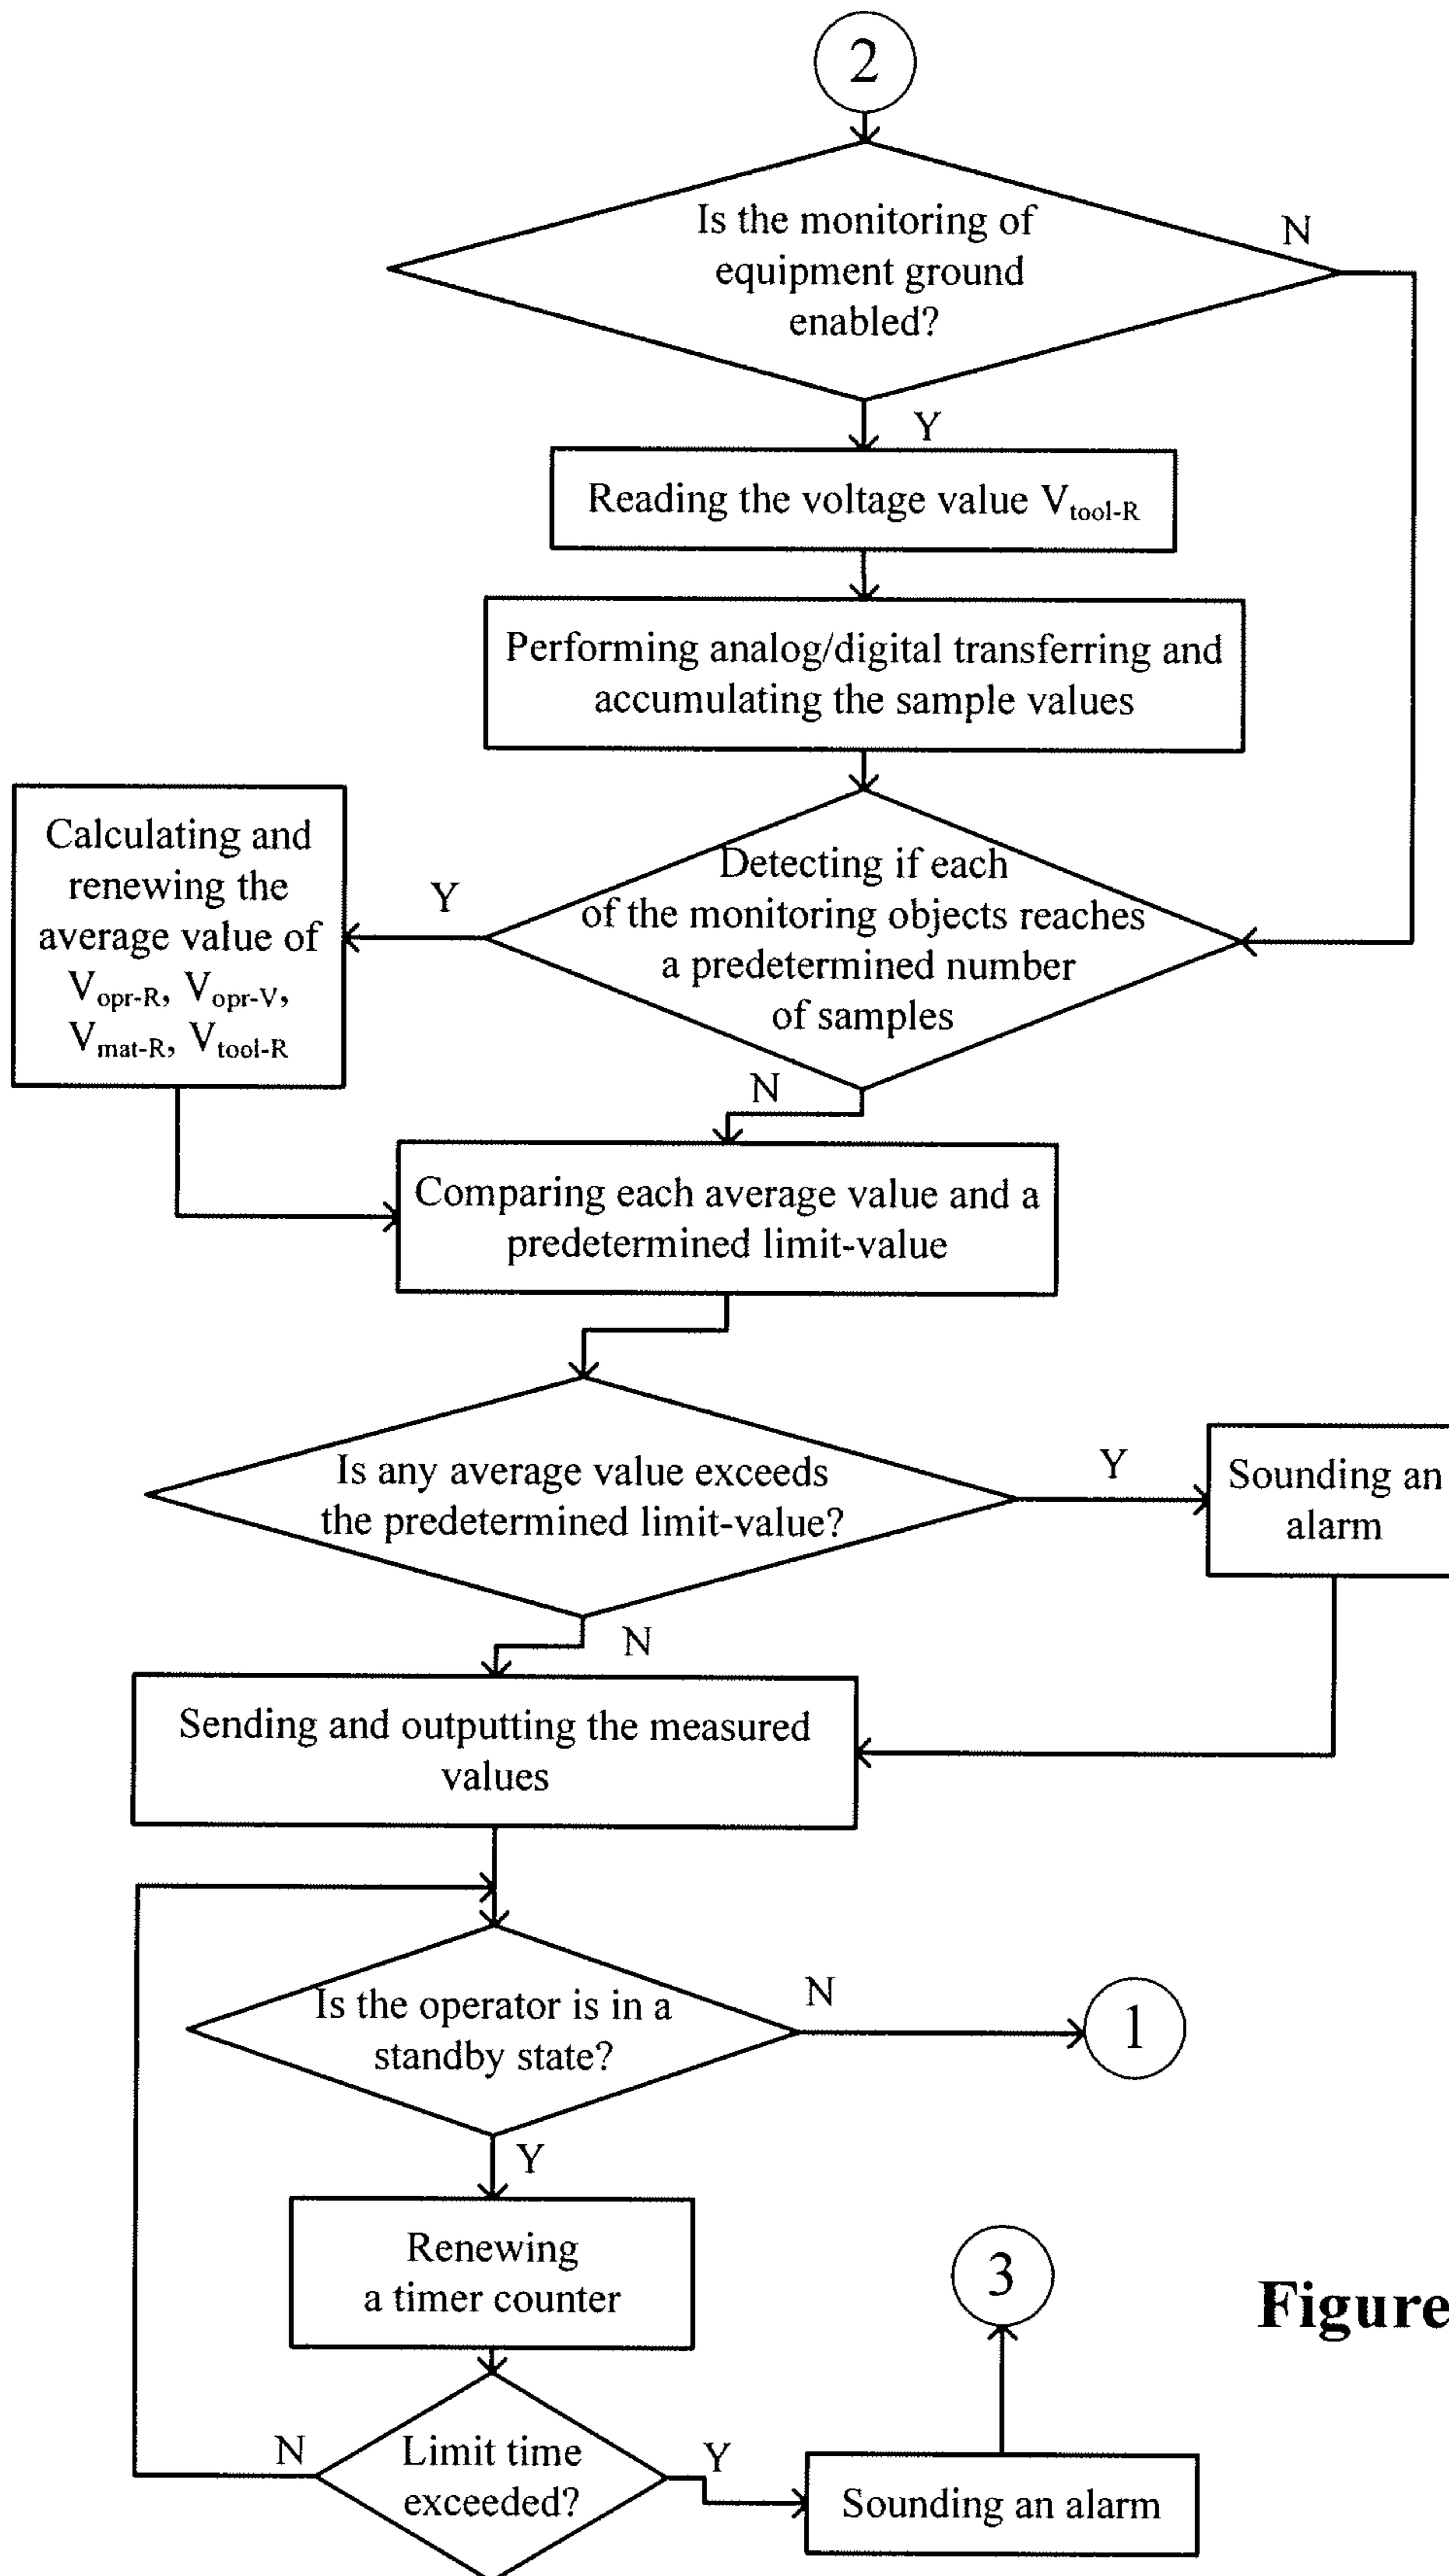 2
Is the monitoring of
equipment ground
enabled?
N
Y
Reading the voltage value Vtool-R
Performing analog/digital transferring and
accumulating the sample values
Calculating and
renewing the
average value of
Vopr-R, Vopr-V,
Vmat-R, Vtool-R
Y
Detecting if each
of the monitoring objects reaches
a predetermined number
of samples
N
Comparing each average value and a
predetermined limit-value
Is any average value exceeds
the predetermined limit-value?
Y
Sounding an
alarm
N
Sending and outputting the measured
values
Is the operator is in a
standby state?
N
1
Y
Renewing
a timer counter
3
Figure
N
Limit time
exceeded?
Y
Sounding an alarm